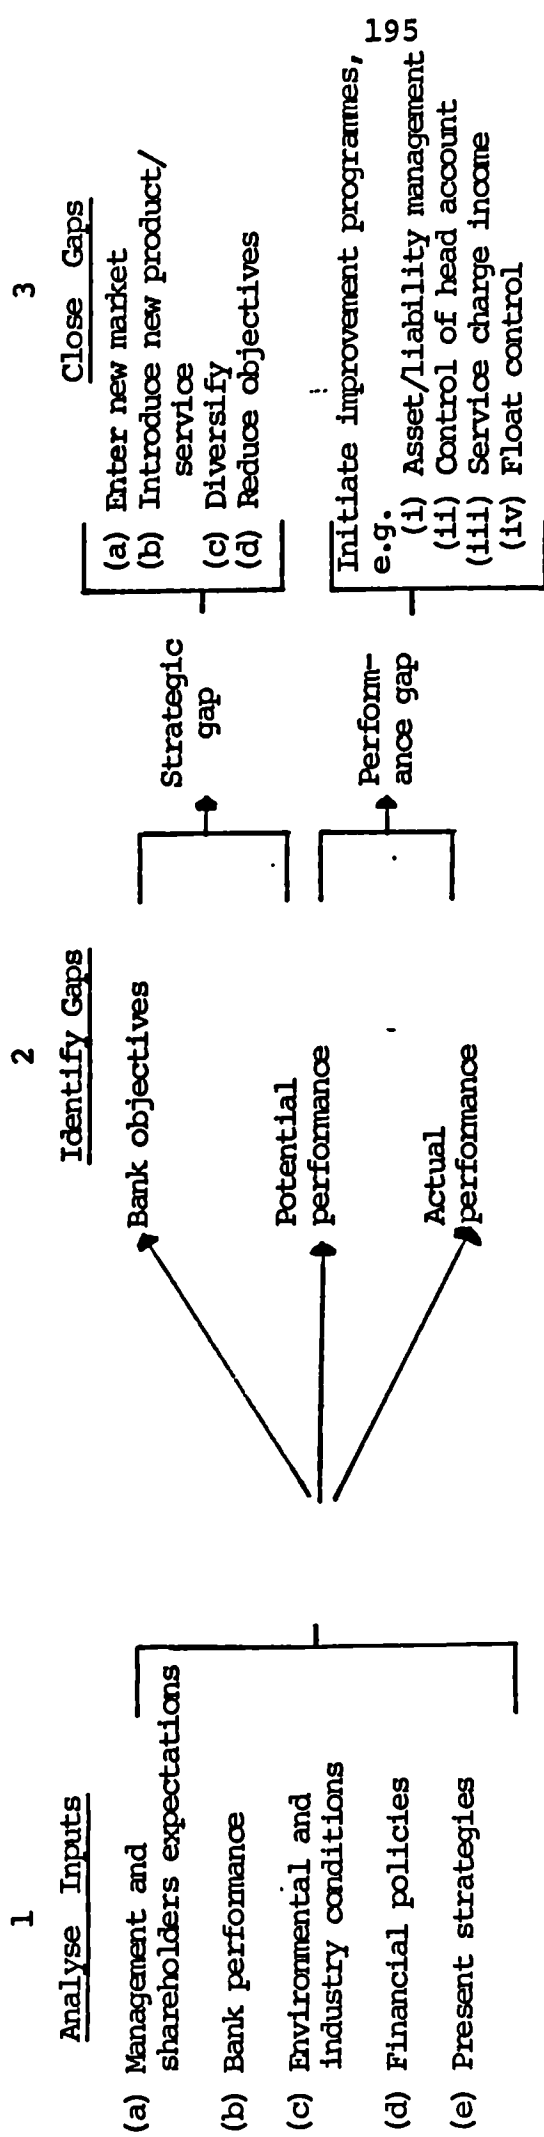 195
1
Analyse Inputs
(a) Management and
shareholders expectations
(b) Bank performance
(c) Environmental and
industry conditions
(d) Financial policies
(e) Present strategies
2
Identify Gaps
Bank objectives
Potential
performance
Actual
performance
Strategic
gap
Perform-
ance gap
3
Close Gaps
(a) Enter new market
(b) Introduce new product/
service
(c) Diversify
(d) Reduce objectives
Initiate improvement programmes,
e.g.
(i) Asset/liability management
(ii) Control of head account
(iii) Service charge income
(iv) Float control